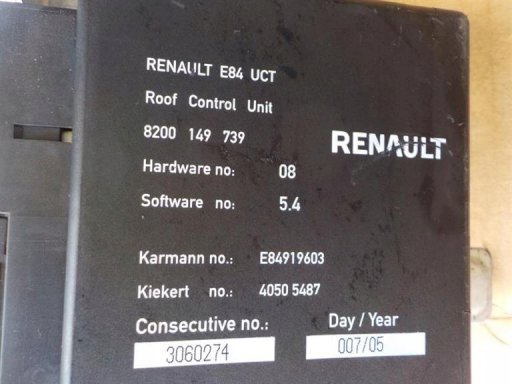 RENAULT E84 UCT
Roof Control Unit
8200 149 739
RENAULT
Hardware no: 08
Software no: 5.4
Karmann no.: E84919603
Kiekert no.: 4050 5487
Consecutive no.: Day / Year
3060274 007/05